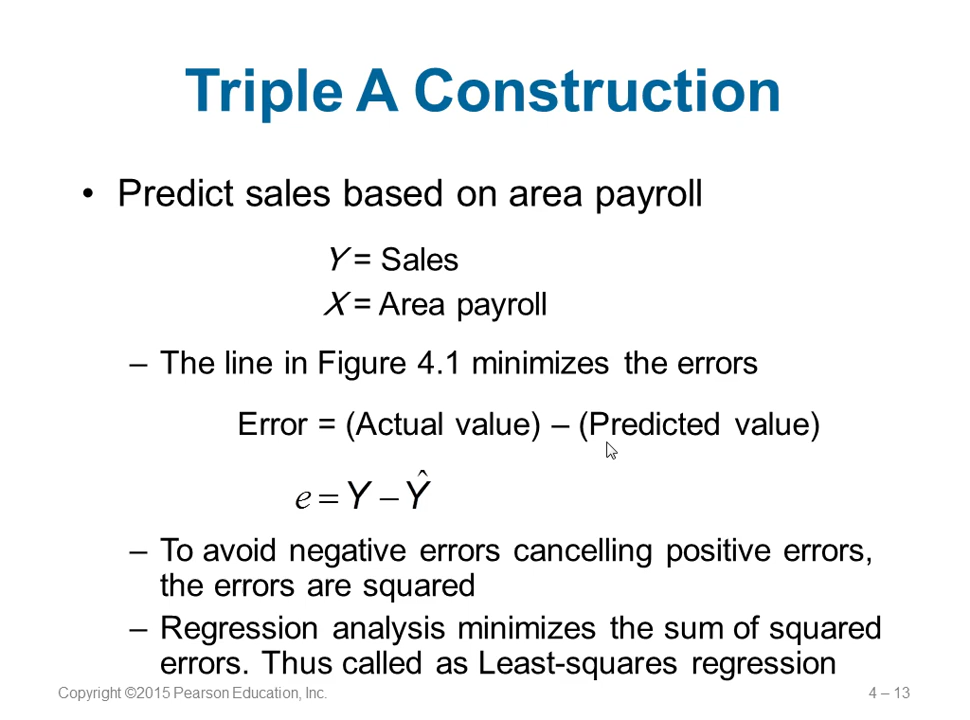 Triple A Construction
• Predict sales based on area payroll
Y = Sales
X = Area payroll
– The line in Figure 4.1 minimizes the errors
Error = (Actual value) – (Predicted value)
e = Y – Ŷ
– To avoid negative errors cancelling positive errors,
the errors are squared
– Regression analysis minimizes the sum of squared
errors. Thus called as Least-squares regression
Copyright ©2015 Pearson Education, Inc.
4 – 13